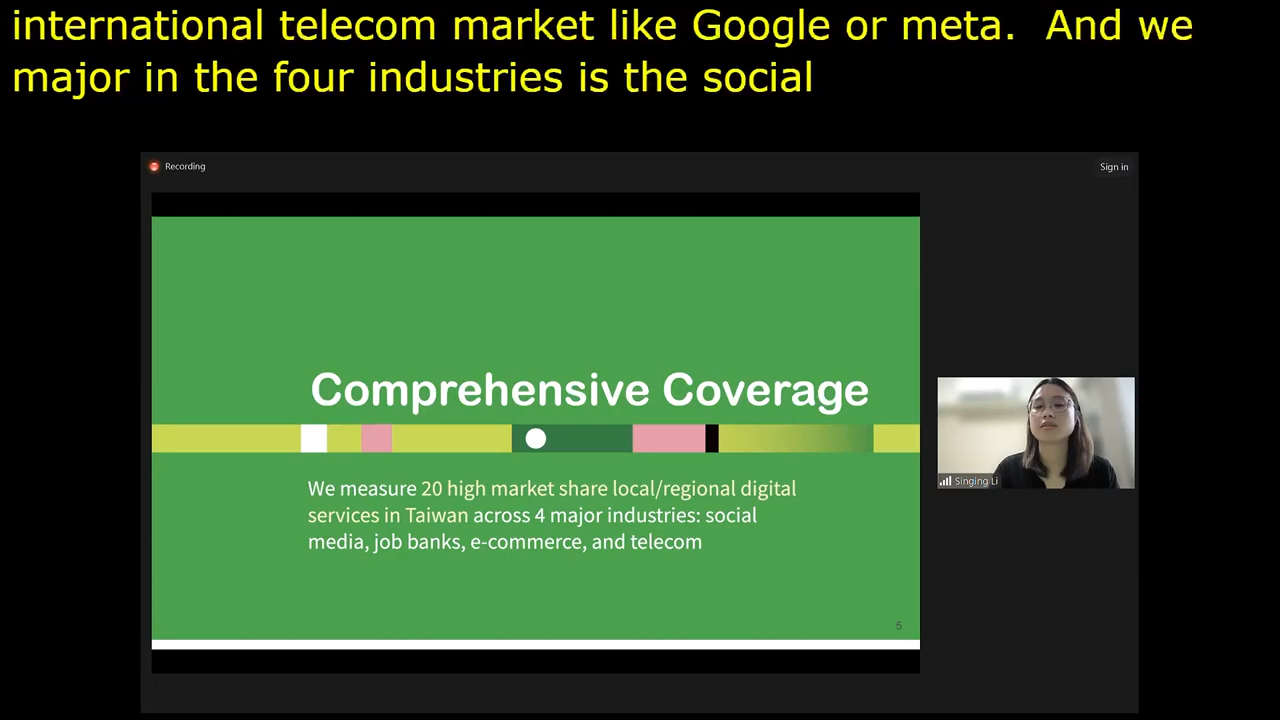 international telecom market like Google or meta.  And we
major in the four industries is the social
Recording
Sign in
Comprehensive Coverage
We measure 20 high market share local/regional digital
services in Taiwan across 4 major industries: social
media, job banks, e-commerce, and telecom
5
Singing Li